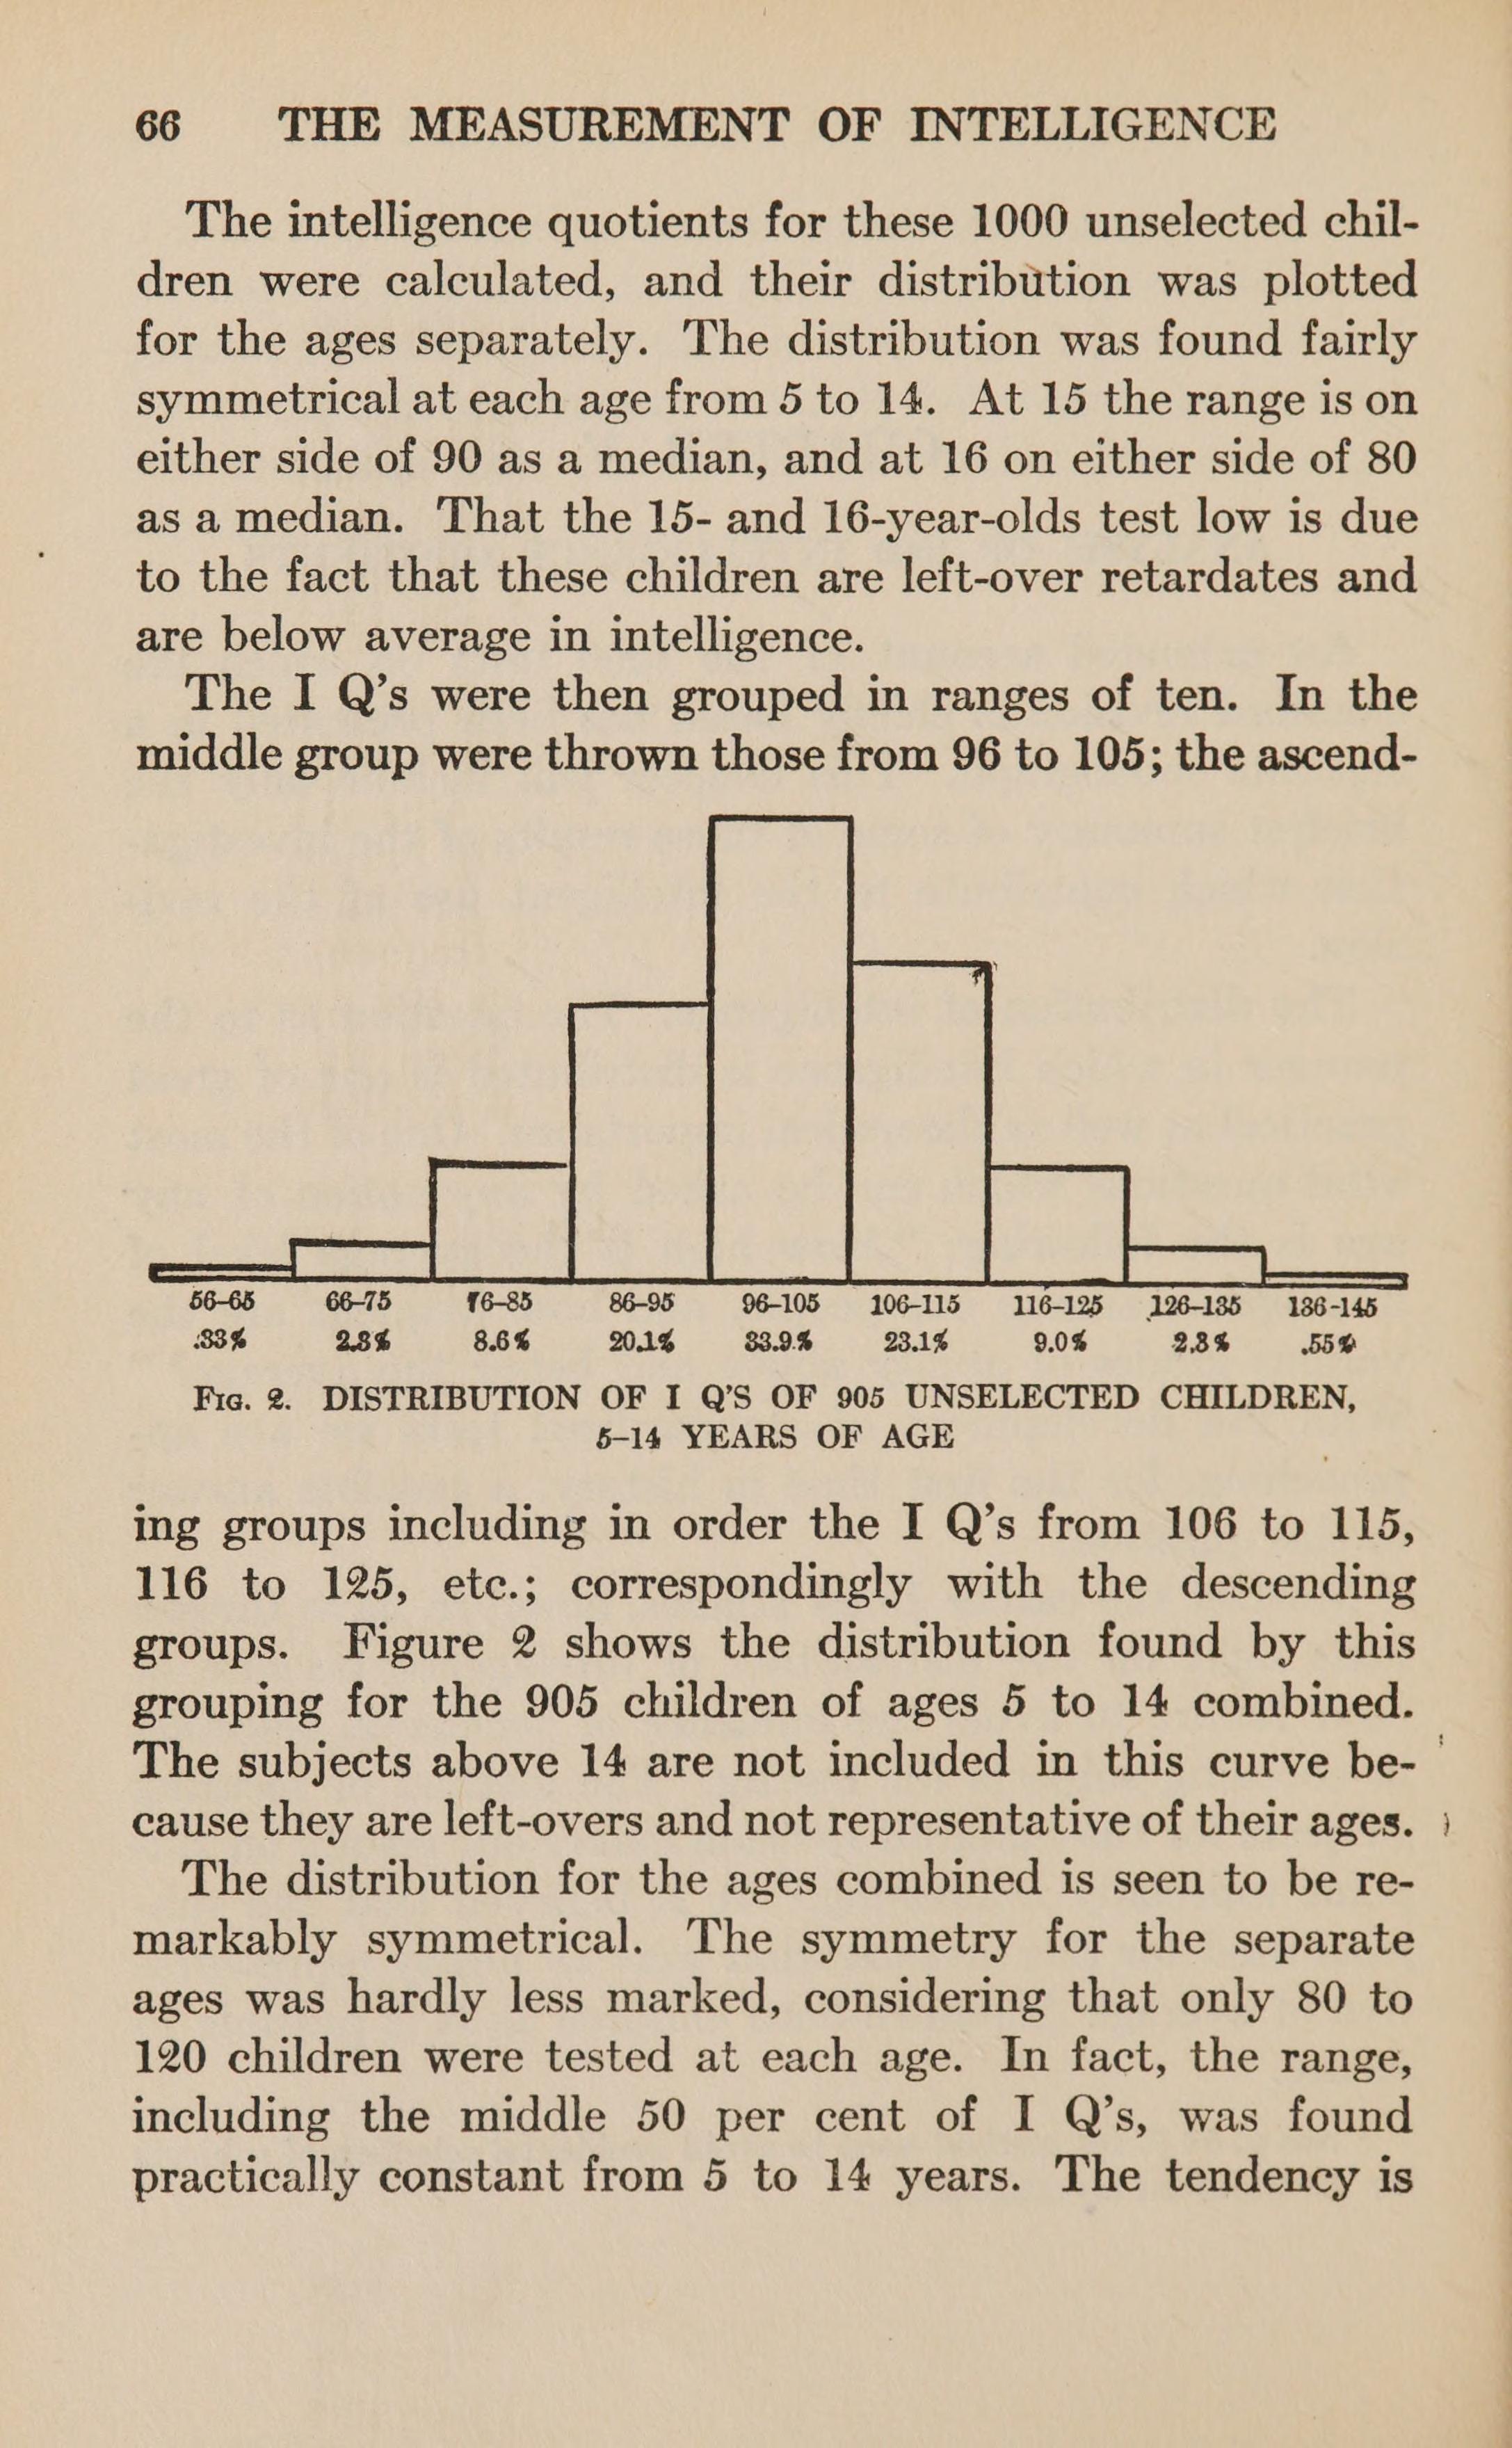 66 THE MEASUREMENT OF INTELLIGENCE
The intelligence quotients for these 1000 unselected chil-
dren were calculated, and their distribution was plotted
for the ages separately. The distribution was found fairly
symmetrical at each age from 5 to 14. At 15 the range is on
either side of 90 as a median, and at 16 on either side of 80
as a median. That the 15- and 16-year-olds test low is due
to the fact that these children are left-over retardates and
are below average in intelligence.
The I Q's were then grouped in ranges of ten. In the
middle group were thrown those from 96 to 105; the ascend-
56–65 66–75 76–85 86–95 96–105 106–115 116–125 126–135 136-145
.33% 2.3% 8.6% 20.1% 33.9.% 23.1% 9.0% 2.3% .55%
FIG. 2. DISTRIBUTION OF I Q'S OF 905 UNSELECTED CHILDREN,
5–14 YEARS OF AGE
ing groups including in order the I Q's from 106 to 115,
116 to 125, etc.; correspondingly with the descending
groups. Figure 2 shows the distribution found by this
grouping for the 905 children of ages 5 to 14 combined.
The subjects above 14 are not included in this curve be-
cause they are left-overs and not representative of their ages.
The distribution for the ages combined is seen to be re-
markably symmetrical. The symmetry for the separate
ages was hardly less marked, considering that only 80 to
120 children were tested at each age. In fact, the range,
including the middle 50 per cent of I Q's, was found
practically constant from 5 to 14 years. The tendency is